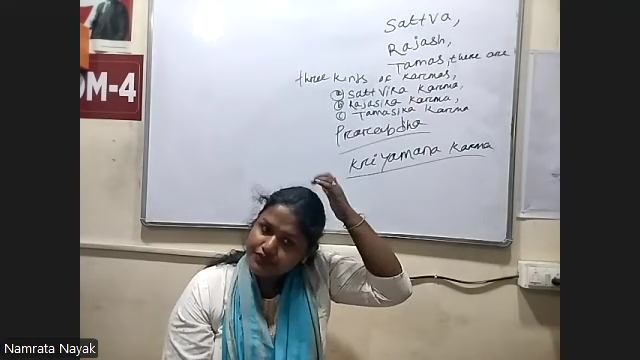 Sattva,
Rajash,
Tamas, there are
three kinds of karmas,
(a) Sattvika karma,
(b) Rajasika karma,
(c) Tamasika karma
Prarabdha
Kriyamana karma
OM-4
Namrata Nayak